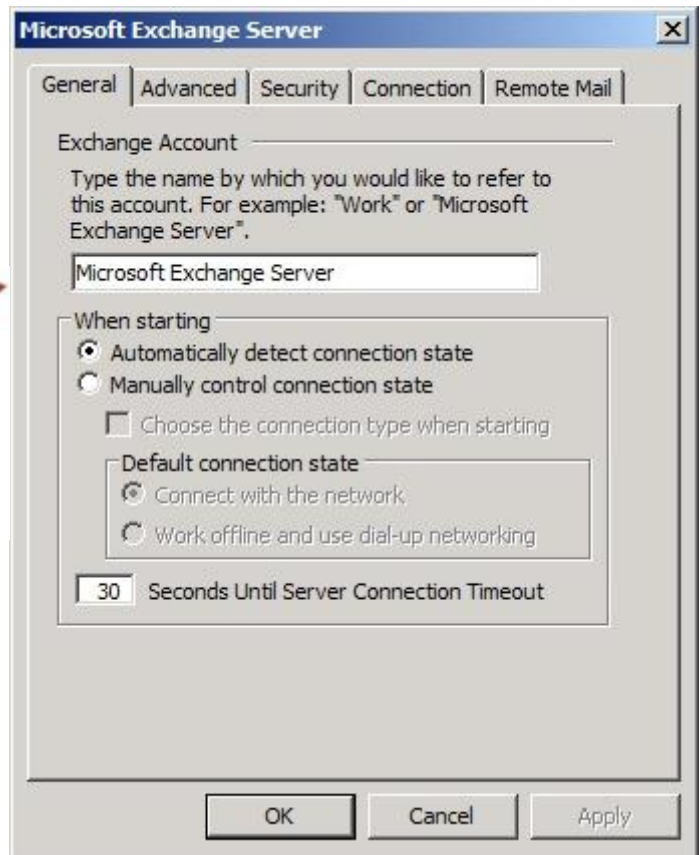 Microsoft Exchange Server
General Advanced Security Connection Remote Mail
Exchange Account
Type the name by which you would like to refer to
this account. For example: "Work" or "Microsoft
Exchange Server".
Microsoft Exchange Server
When starting
Automatically detect connection state
Manually control connection state
Choose the connection type when starting
Default connection state
Connect with the network
Work offline and use dial-up networking
30 Seconds Until Server Connection Timeout
OK Cancel Apply